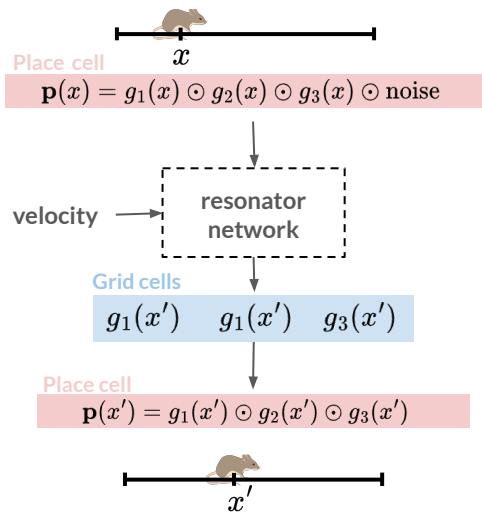 x
Place cell
p(x) = g₁(x) ⊙ g₂(x) ⊙ g₃(x) ⊙ noise
velocity
resonator
network
Grid cells
g₁(x′) g₁(x′) g₃(x′)
Place cell
p(x′) = g₁(x′) ⊙ g₂(x′) ⊙ g₃(x′)
x′